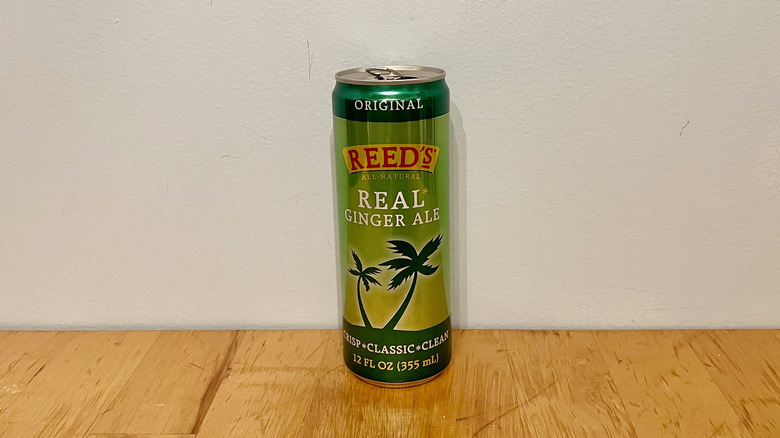 ORIGINAL
REED'S
ALL-NATURAL
REAL*
GINGER ALE
CRISP*CLASSIC*CLEAN
12 FL OZ (355 mL)